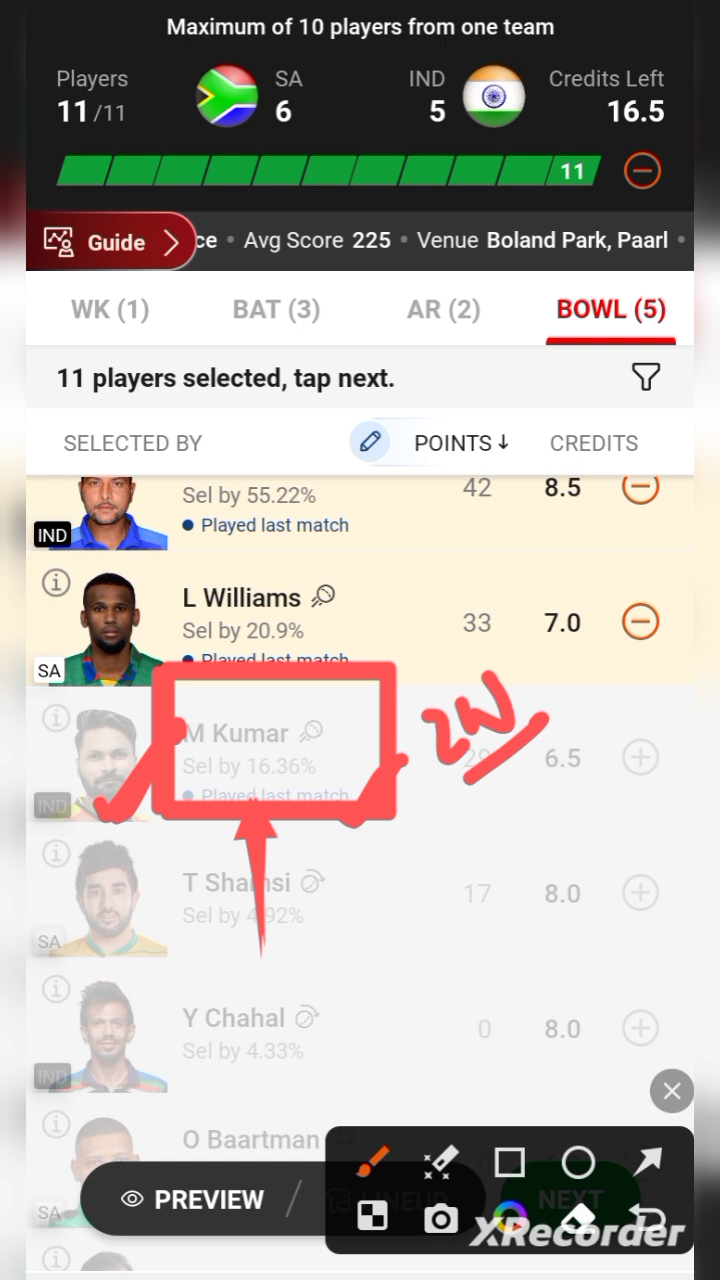 Maximum of 10 players from one team
Players SA IND Credits Left
11/11 6 5 16.5
11
Guide ce • Avg Score 225 • Venue Boland Park, Paarl •
WK (1) BAT (3) AR (2) BOWL (5)
11 players selected, tap next.
SELECTED BY POINTS↓ CREDITS
Sel by 55.22% 42 8.5
IND • Played last match
L Williams
Sel by 20.9% 33 7.0
SA • Played last match
M Kumar 2W
Sel by 16.36% 6.5
IND • Played last match
T Shamsi
Sel by 4.92% 17 8.0
SA
Y Chahal
Sel by 4.33% 0 8.0
IND
O Baartman
SA
PREVIEW / LINEUP NEXT
XRecorder